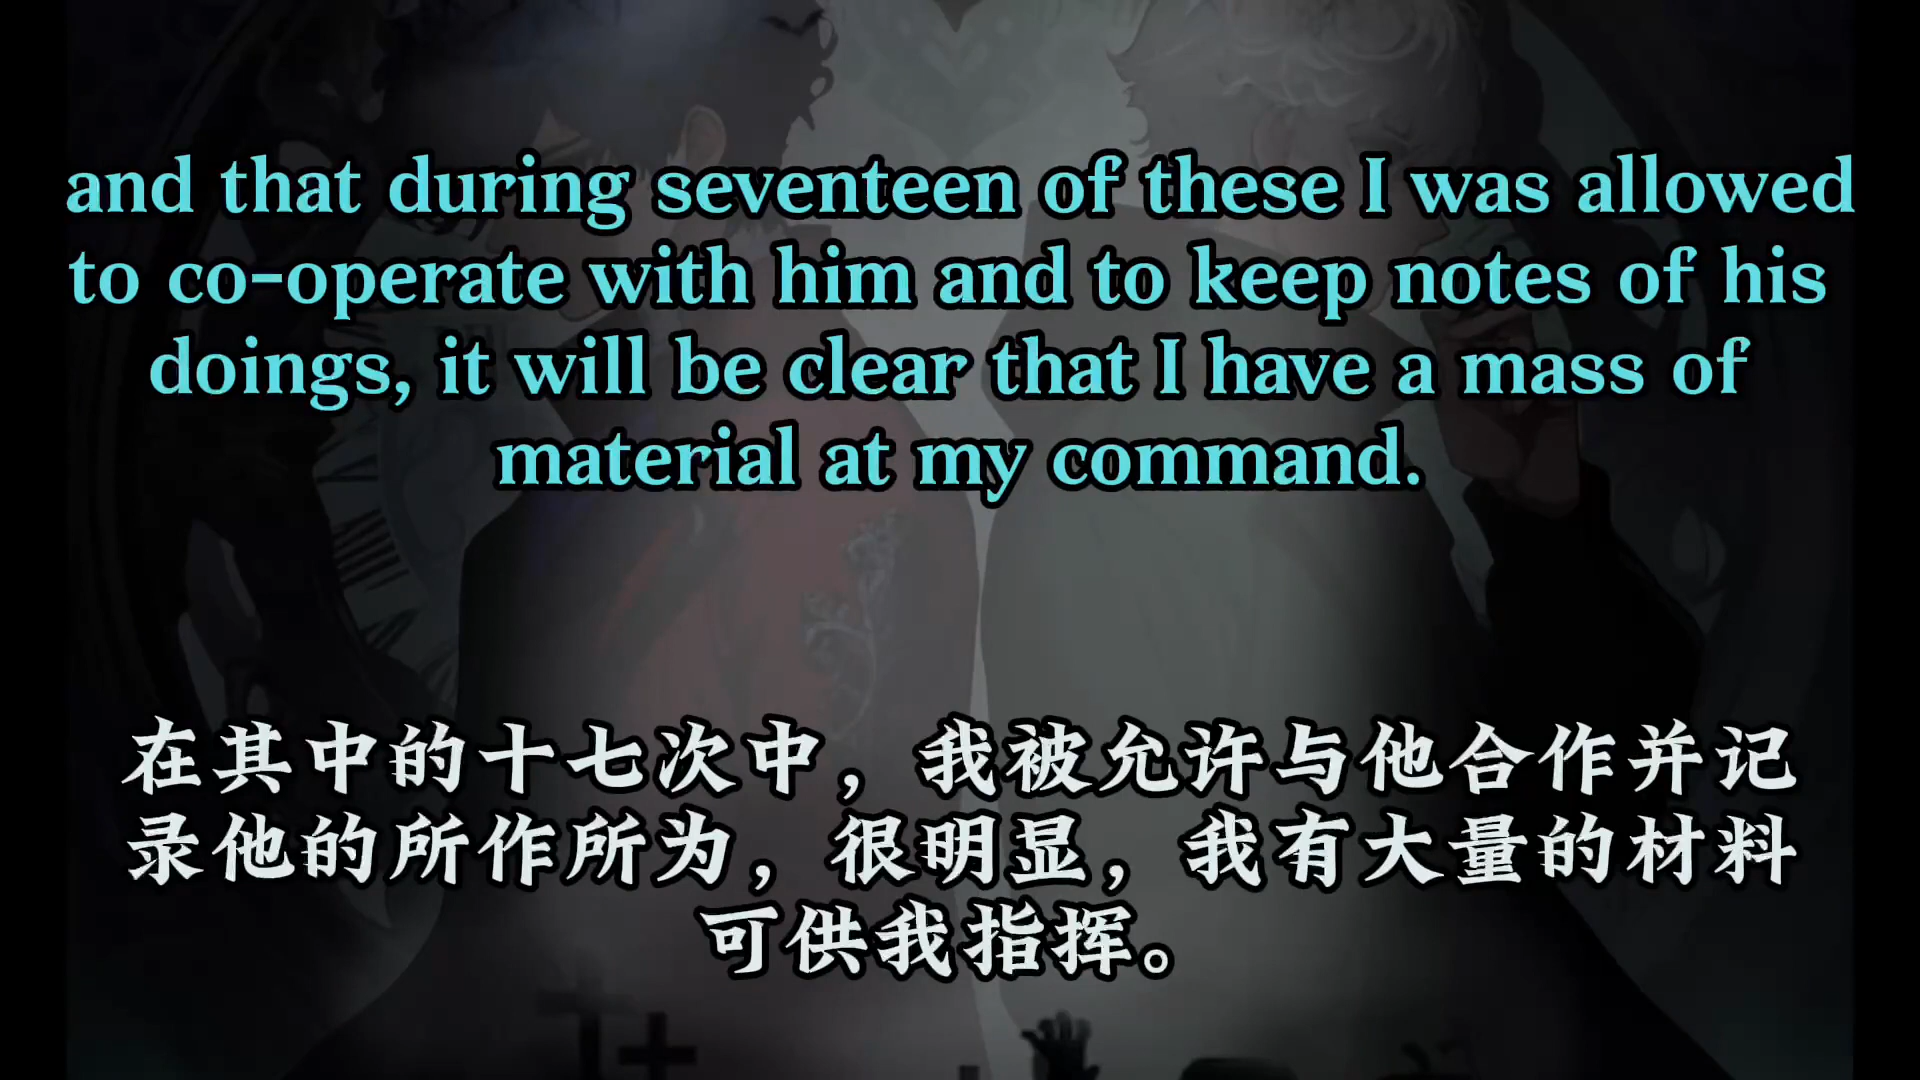 and that during seventeen of these I was allowed
to co-operate with him and to keep notes of his
doings, it will be clear that I have a mass of
material at my command.
在其中的十七次中，我被允许与他合作并记
录他的所作所为，很明显，我有大量的材料
可供我指挥。